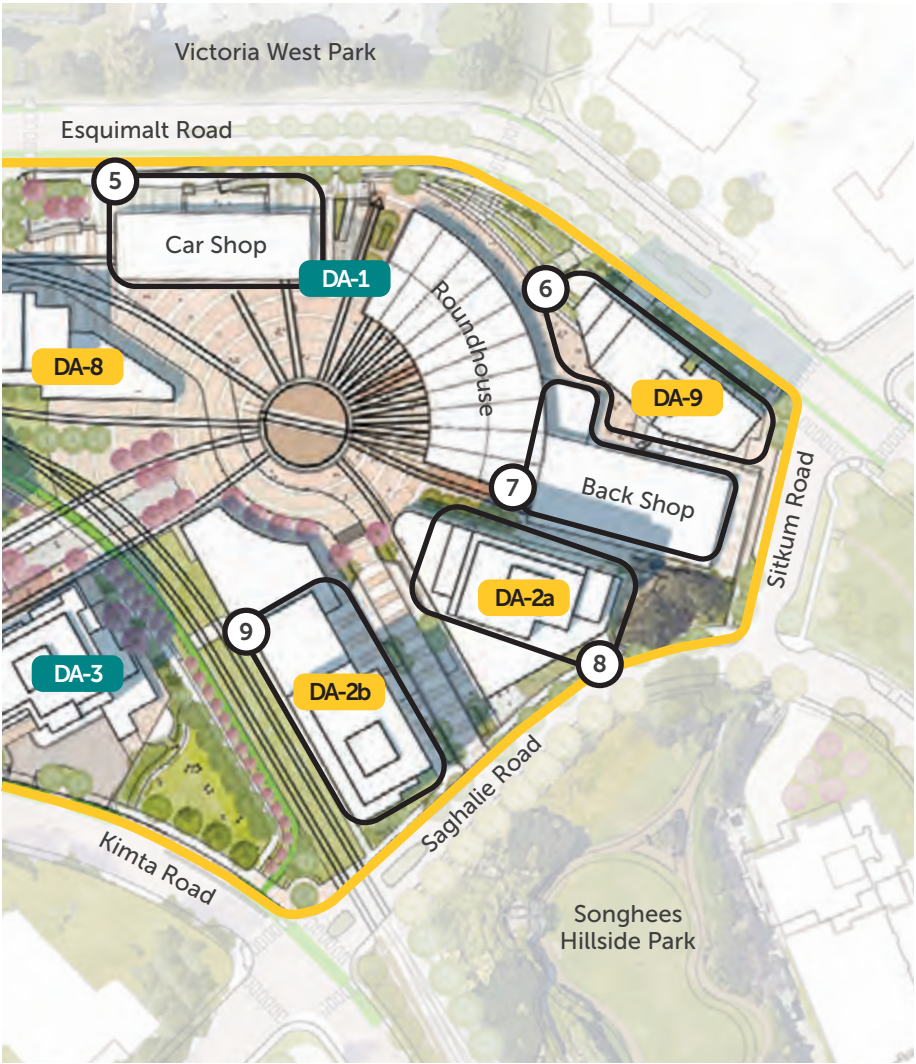 Victoria West Park
Esquimalt Road
5
Car Shop
DA-1
Roundhouse
6
DA-8
DA-9
7
Back Shop
Sitkum Road
DA-2a
9
8
DA-3
DA-2b
Saghalie Road
Kimta Road
Songhees
Hillside Park